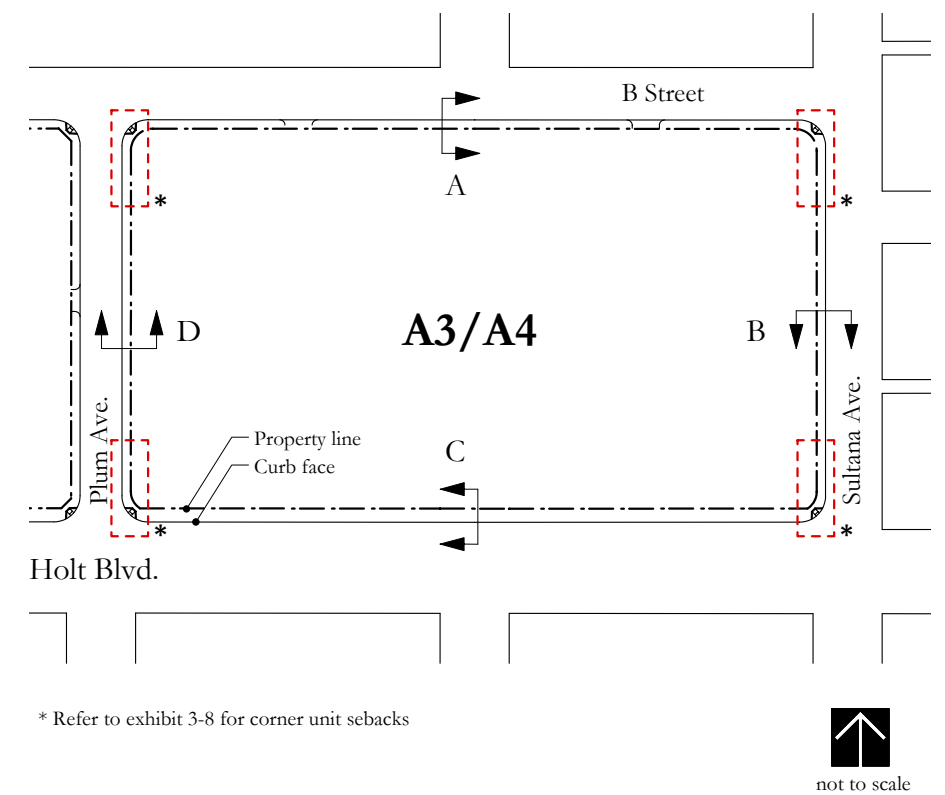 B Street
A
*
*
A3/A4
D
B
Plum Ave.
Property line
Curb face
C
Sultana Ave.
*
*
Holt Blvd.
* Refer to exhibit 3-8 for corner unit sebacks
not to scale